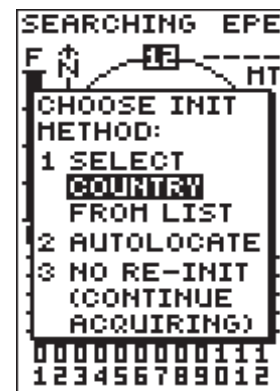 SEARCHING EPE
F N 12 ----
MT
CHOOSE INIT
METHOD:
1 SELECT
COUNTRY
FROM LIST
2 AUTOLOCATE
3 NO RE-INIT
(CONTINUE
ACQUIRING)
000000000111
123456789012